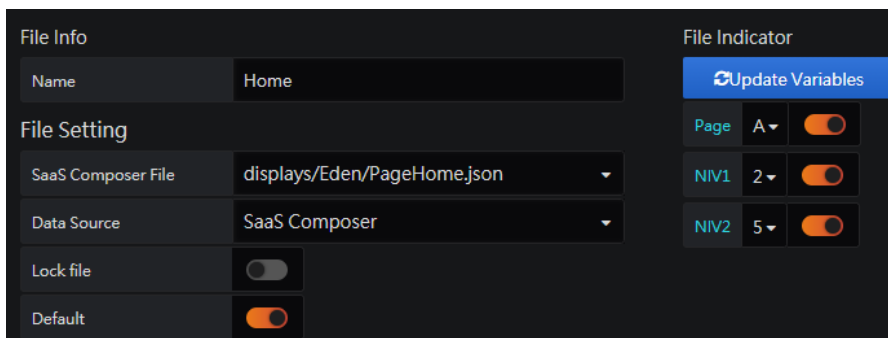 File Info
Name Home
File Setting
SaaS Composer File displays/Eden/PageHome.json
Data Source SaaS Composer
Lock file
Default
File Indicator
Update Variables
Page A
NIV1 2
NIV2 5